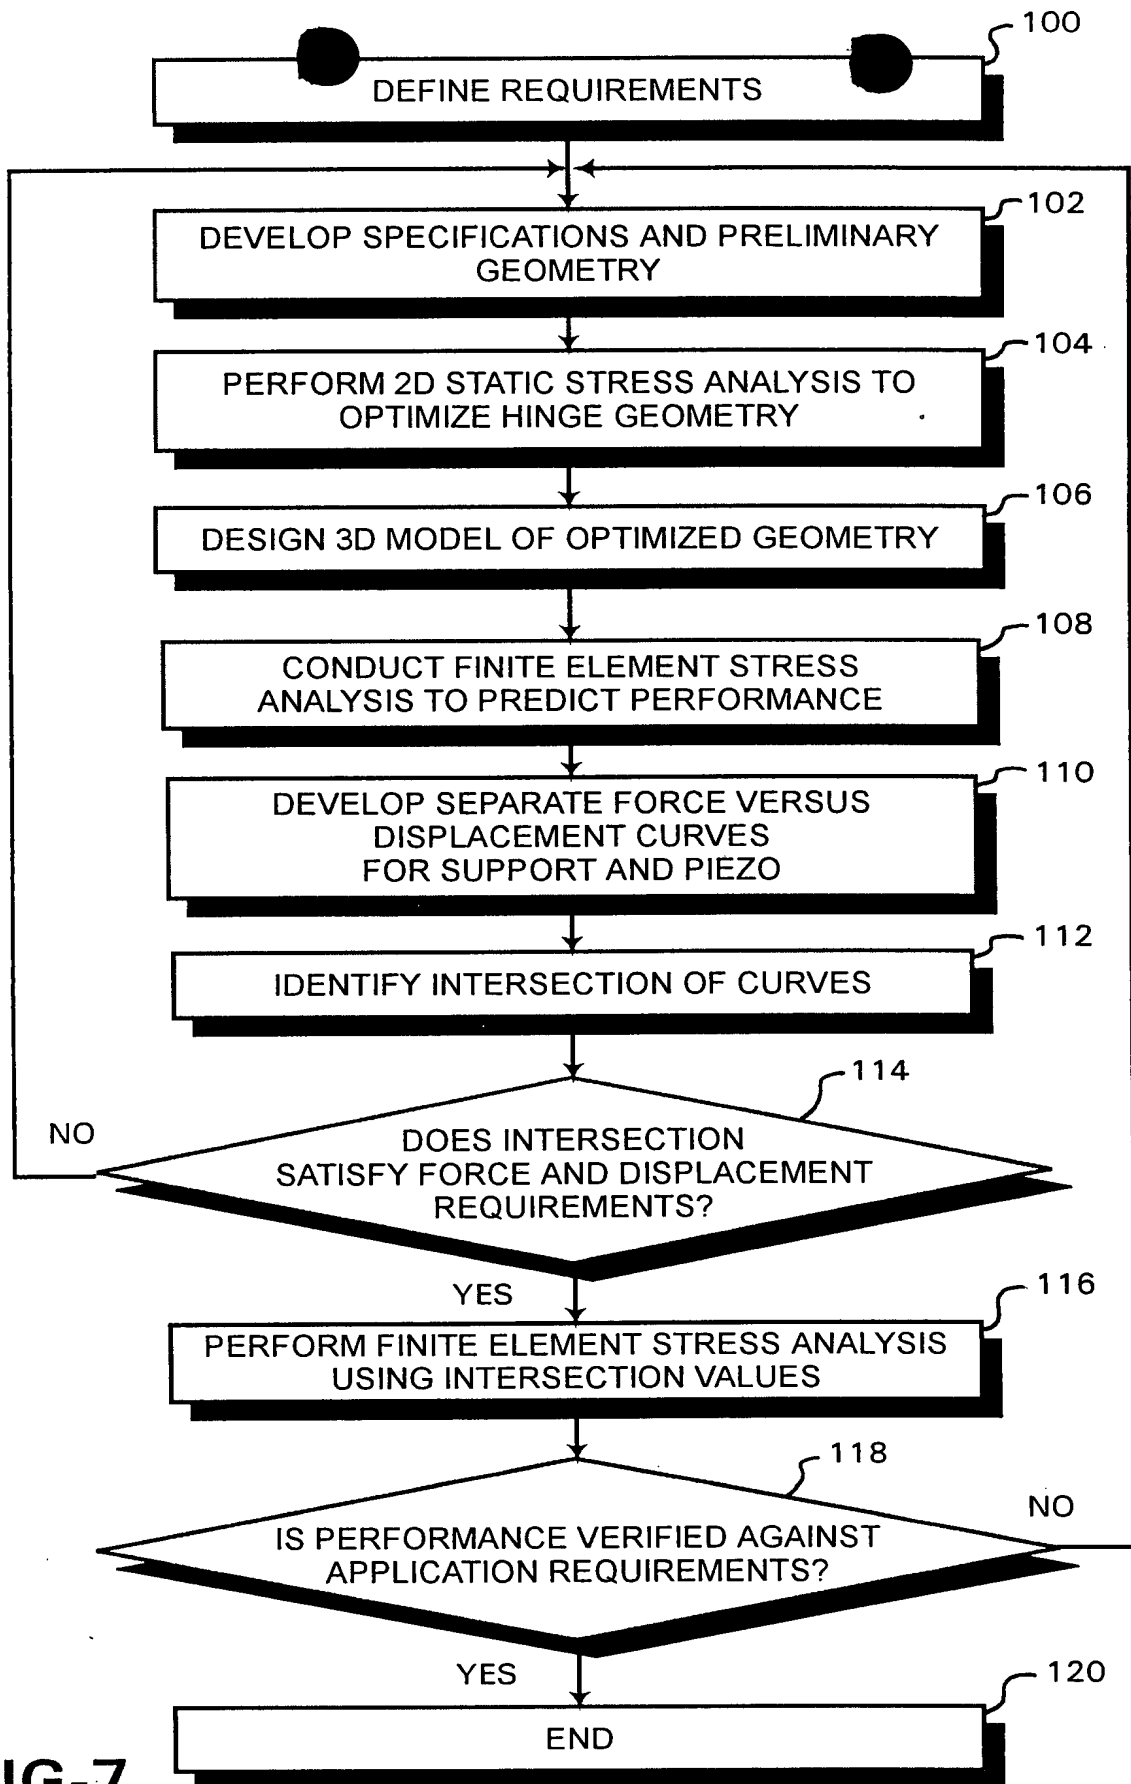 100
DEFINE REQUIREMENTS
102
DEVELOP SPECIFICATIONS AND PRELIMINARY
GEOMETRY
104
PERFORM 2D STATIC STRESS ANALYSIS TO
OPTIMIZE HINGE GEOMETRY
106
DESIGN 3D MODEL OF OPTIMIZED GEOMETRY
108
CONDUCT FINITE ELEMENT STRESS
ANALYSIS TO PREDICT PERFORMANCE
110
DEVELOP SEPARATE FORCE VERSUS
DISPLACEMENT CURVES
FOR SUPPORT AND PIEZO
112
IDENTIFY INTERSECTION OF CURVES
114
NO
DOES INTERSECTION
SATISFY FORCE AND DISPLACEMENT
REQUIREMENTS?
YES
116
PERFORM FINITE ELEMENT STRESS ANALYSIS
USING INTERSECTION VALUES
118
NO
IS PERFORMANCE VERIFIED AGAINST
APPLICATION REQUIREMENTS?
YES
120
END
IG-7